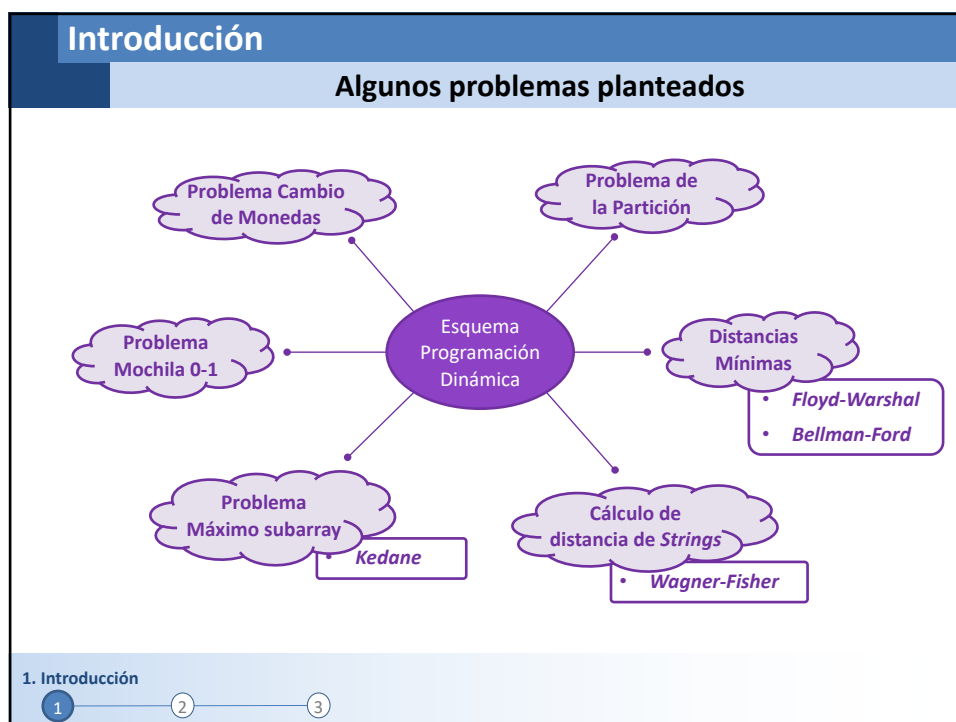 Introducción
Algunos problemas planteados
Problema Cambio
de Monedas
Problema de
la Partición
Esquema
Programación
Dinámica
Problema
Mochila 0-1
Distancias
Mínimas
• Floyd-Warshal
• Bellman-Ford
Problema
Máximo subarray
• Kedane
Cálculo de
distancia de Strings
• Wagner-Fisher
1. Introducción
1 2 3